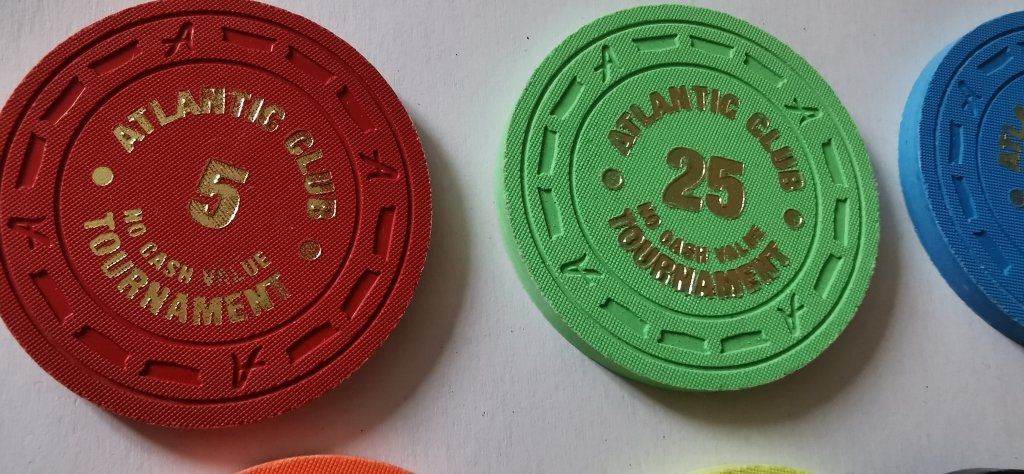 ATLANTIC CLUB
5
NO CASH VALUE
TOURNAMENT
ATLANTIC CLUB
25
NO CASH VALUE
TOURNAMENT